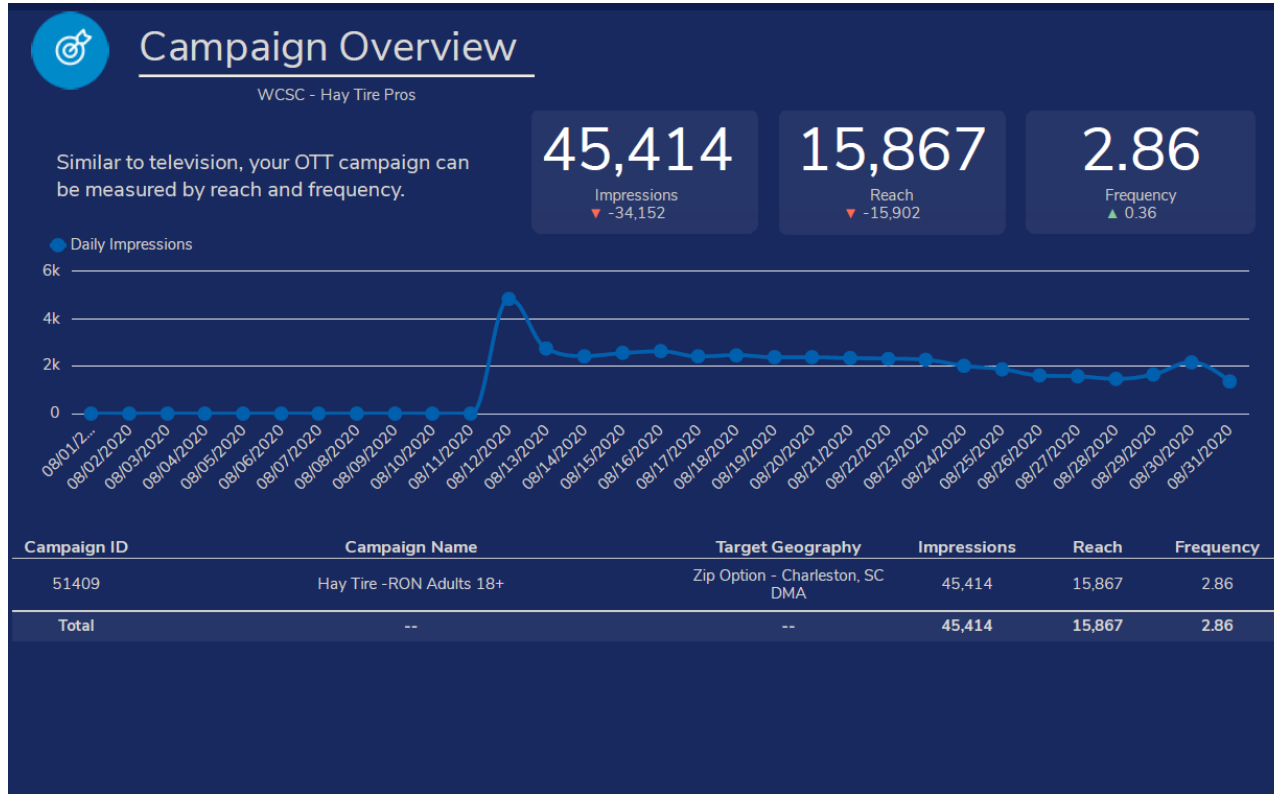 Campaign Overview
WCSC - Hay Tire Pros
Similar to television, your OTT campaign can
be measured by reach and frequency.
45,414
Impressions
▼ -34,152
15,867
Reach
▼ -15,902
2.86
Frequency
▲ 0.36
Daily Impressions
6k
4k
2k
0
08/01/2...
08/02/2020
08/03/2020
08/04/2020
08/05/2020
08/06/2020
08/07/2020
08/08/2020
08/09/2020
08/10/2020
08/11/2020
08/12/2020
08/13/2020
08/14/2020
08/15/2020
08/16/2020
08/17/2020
08/18/2020
08/19/2020
08/20/2020
08/21/2020
08/22/2020
08/23/2020
08/24/2020
08/25/2020
08/26/2020
08/27/2020
08/28/2020
08/29/2020
08/30/2020
08/31/2020
Campaign ID Campaign Name Target Geography Impressions Reach Frequency
51409 Hay Tire -RON Adults 18+ Zip Option - Charleston, SC 45,414 15,867 2.86
DMA
Total -- -- 45,414 15,867 2.86